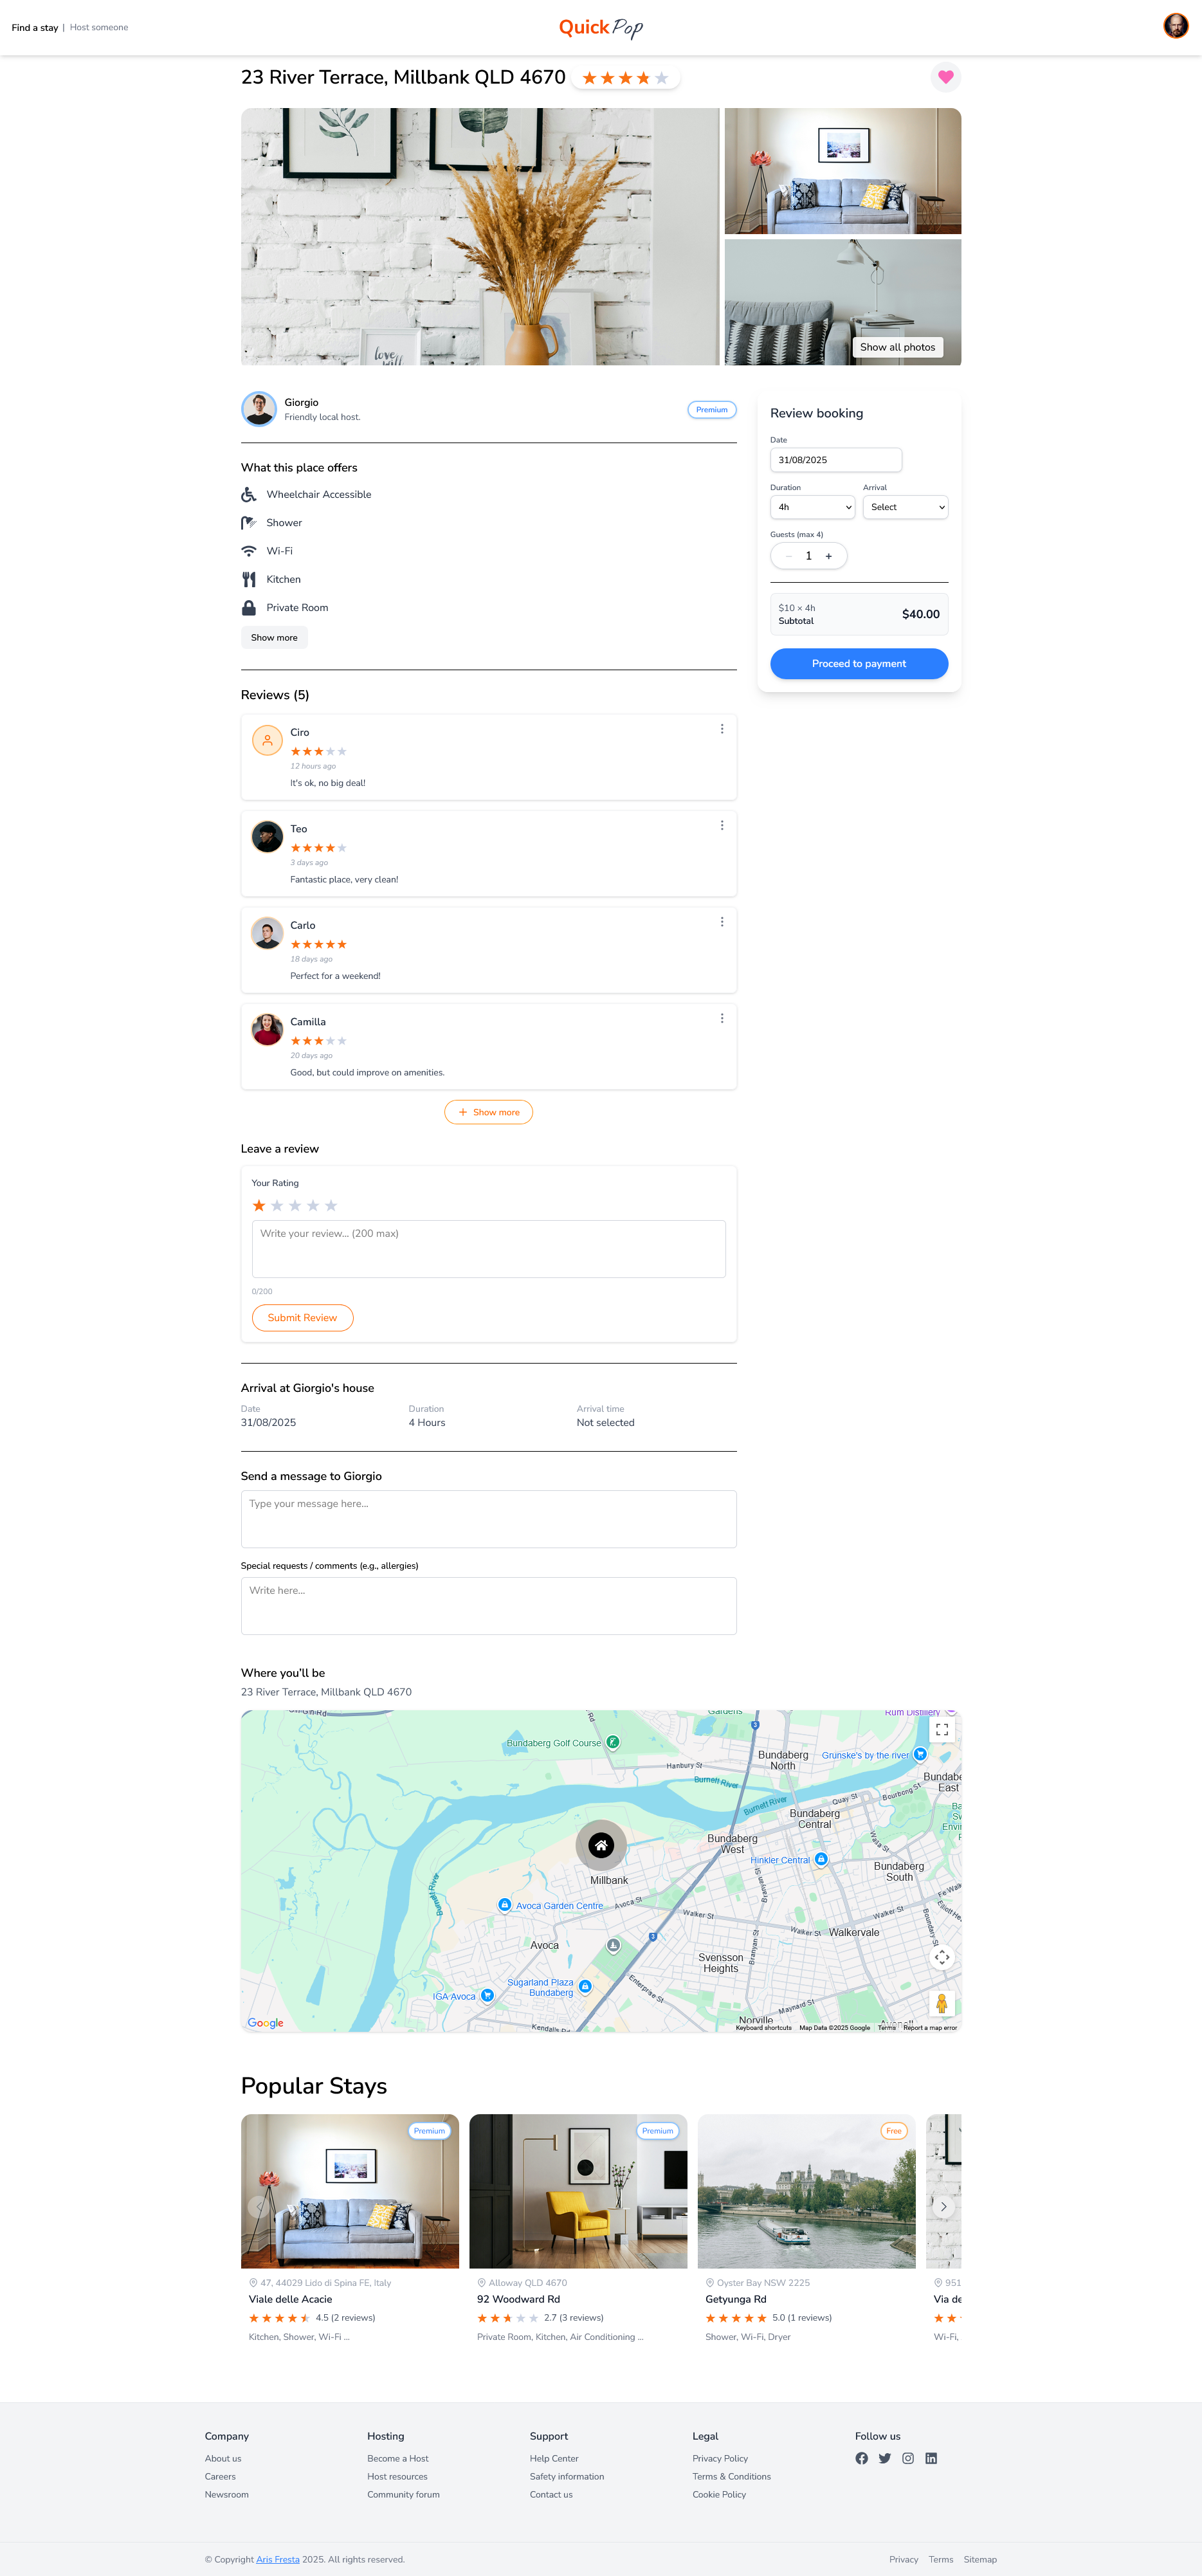 Find a stay | Host someone
QuickPop
23 River Terrace, Millbank QLD 4670
love
Show all photos
Giorgio
Friendly local host.
Premium
What this place offers
Wheelchair Accessible
Shower
Wi-Fi
Kitchen
Private Room
Show more
Review booking
Date
31/08/2025
Duration
Arrival
4h
Select
Guests (max 4)
− 1 +
$10 × 4h
Subtotal
$40.00
Proceed to payment
Reviews (5)
Ciro
12 hours ago
It's ok, no big deal!
Teo
3 days ago
Fantastic place, very clean!
Carlo
18 days ago
Perfect for a weekend!
Camilla
20 days ago
Good, but could improve on amenities.
+ Show more
Leave a review
Your Rating
Write your review... (200 max)
0/200
Submit Review
Arrival at Giorgio's house
Date
Duration
Arrival time
31/08/2025
4 Hours
Not selected
Send a message to Giorgio
Type your message here...
Special requests / comments (e.g., allergies)
Write here...
Where you'll be
23 River Terrace, Millbank QLD 4670
Gardens
Rum Distillery
Bundaberg Golf Course
Hanbury St
Bundaberg
North
Grunske's by the river
Burnett River
Burnett River
Quay St
Bourbong St
East
Bundaberg
Central
Bundaberg
West
Hinkler Central
Wasta St
Bundaberg
South
Millbank
Avoca Garden Centre
Avoca St
Branyan St
Walker St
Walker St
Walker St
Walkervale
Boundary St
Avoca
Svensson
Heights
Branyan St
Sugarland Plaza
Bundaberg
IGA Avoca
Enterprise St
Maynard St
Norville
Kendalls Rd
3
3
Google
Keyboard shortcuts
Map Data ©2025 Google
Terms
Report a map error
Popular Stays
Premium
47, 44029 Lido di Spina FE, Italy
Viale delle Acacie
4.5 (2 reviews)
Kitchen, Shower, Wi-Fi ...
Premium
Alloway QLD 4670
92 Woodward Rd
2.7 (3 reviews)
Private Room, Kitchen, Air Conditioning ...
Free
Oyster Bay NSW 2225
Getyunga Rd
5.0 (1 reviews)
Shower, Wi-Fi, Dryer
951
Via de
Wi-Fi,
Company
About us
Careers
Newsroom
Hosting
Become a Host
Host resources
Community forum
Support
Help Center
Safety information
Contact us
Legal
Privacy Policy
Terms & Conditions
Cookie Policy
Follow us
© Copyright Aris Fresta 2025. All rights reserved.
Privacy Terms Sitemap